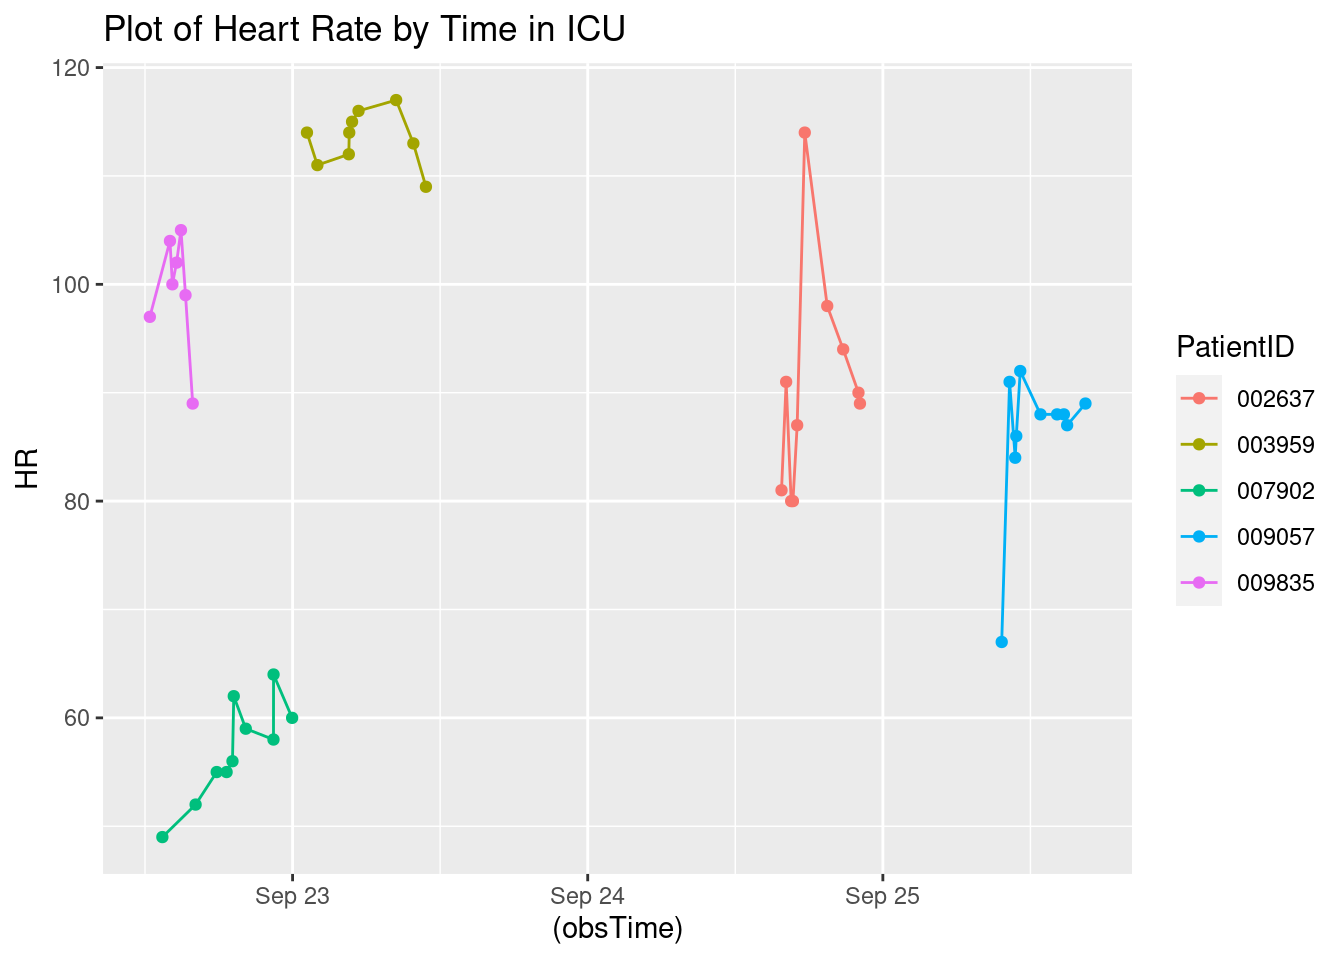 Plot of Heart Rate by Time in ICU
120
100
80
60
HR
Sep 23
Sep 24
Sep 25
(obsTime)
PatientID
002637
003959
007902
009057
009835